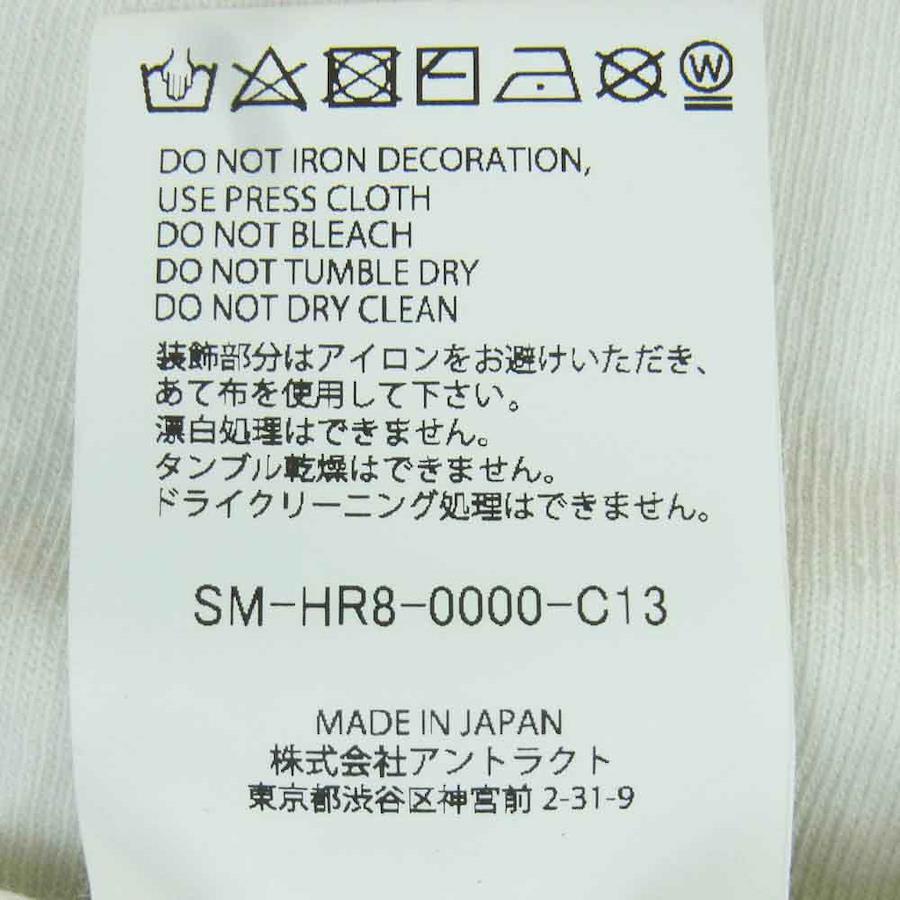 W
DO NOT IRON DECORATION,
USE PRESS CLOTH
DO NOT BLEACH
DO NOT TUMBLE DRY
DO NOT DRY CLEAN
装飾部分はアイロンをお避けいただき、
あて布を使用して下さい。
漂白処理はできません。
タンブル乾燥はできません。
ドライクリーニング処理はできません。
SM-HR8-0000-C13
MADE IN JAPAN
株式会社アントラクト
東京都渋谷区神宮前 2-31-9